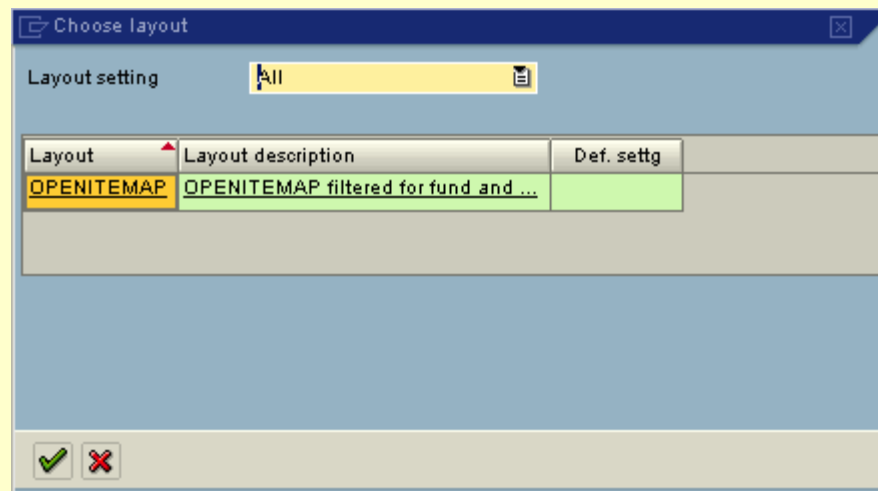 Choose layout
Layout setting All
Layout Layout description Def. settg
OPENITEMAP OPENITEMAP filtered for fund and ...